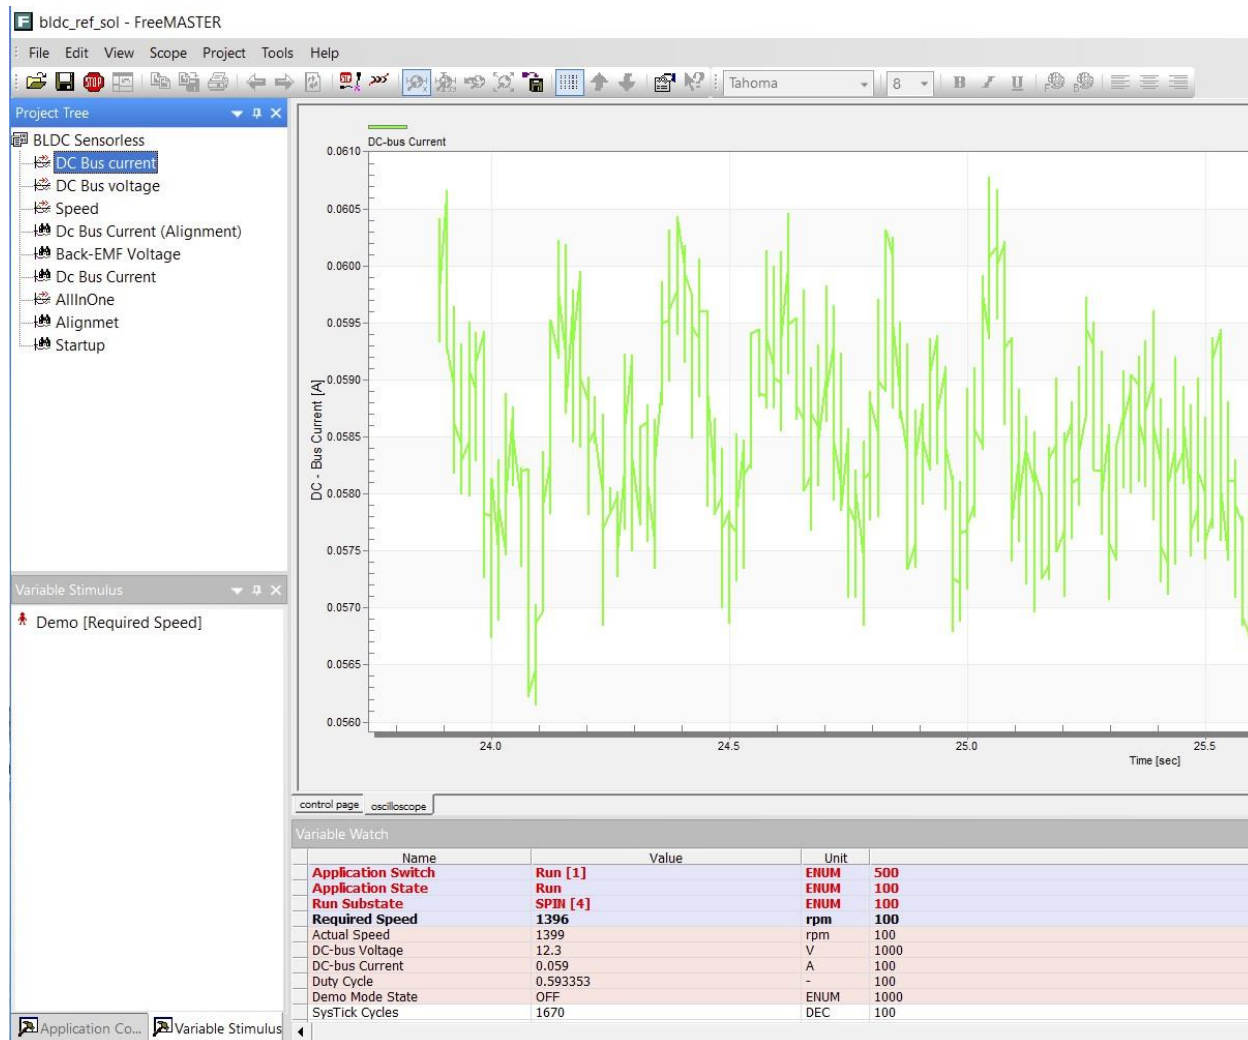 bldc_ref_sol - FreeMASTER
File Edit View Scope Project Tools Help
STOP
Tahoma 8 B I U
Project Tree
BLDC Sensorless
DC Bus current
DC Bus voltage
Speed
Dc Bus Current (Alignment)
Back-EMF Voltage
Dc Bus Current
AllInOne
Alignmet
Startup
Variable Stimulus
Demo [Required Speed]
Application Co... Variable Stimulus
DC-bus Current
DC - Bus Current [A]
0.0610
0.0605
0.0600
0.0595
0.0590
0.0585
0.0580
0.0575
0.0570
0.0565
0.0560
24.0 24.5 25.0 25.5
Time [sec]
control page oscilloscope
Variable Watch
Name Value Unit
Application Switch Run [1] ENUM 500
Application State Run ENUM 100
Run Substate SPIN [4] ENUM 100
Required Speed 1396 rpm 100
Actual Speed 1399 rpm 100
DC-bus Voltage 12.3 V 1000
DC-bus Current 0.059 A 100
Duty Cycle 0.593353 - 100
Demo Mode State OFF ENUM 1000
SysTick Cycles 1670 DEC 100